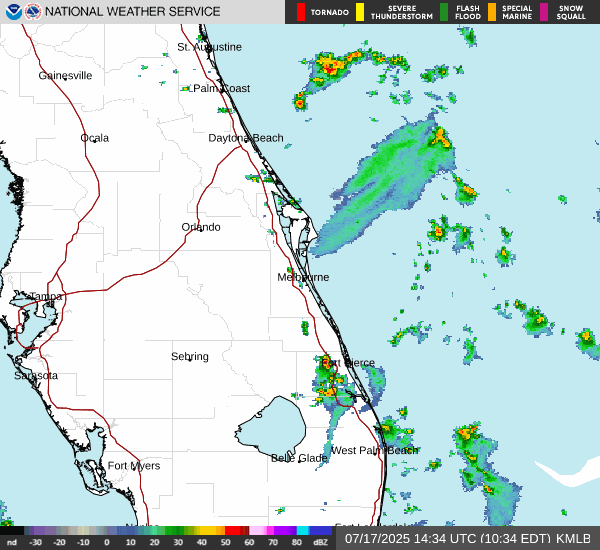 NATIONAL WEATHER SERVICE
TORNADO
SEVERE THUNDERSTORM
FLASH FLOOD
SPECIAL MARINE
SNOW SQUALL
St. Augustine
Gainesville
Palm Coast
Ocala
Daytona Beach
Orlando
Melbourne
Tampa
Sebring
Fort Pierce
Sarasota
West Palm Beach
Belle Glade
Fort Myers
nd -30 -20 -10 0 10 20 30 40 50 60 70 80 dBZ
07/17/2025 14:34 UTC (10:34 EDT) KMLB